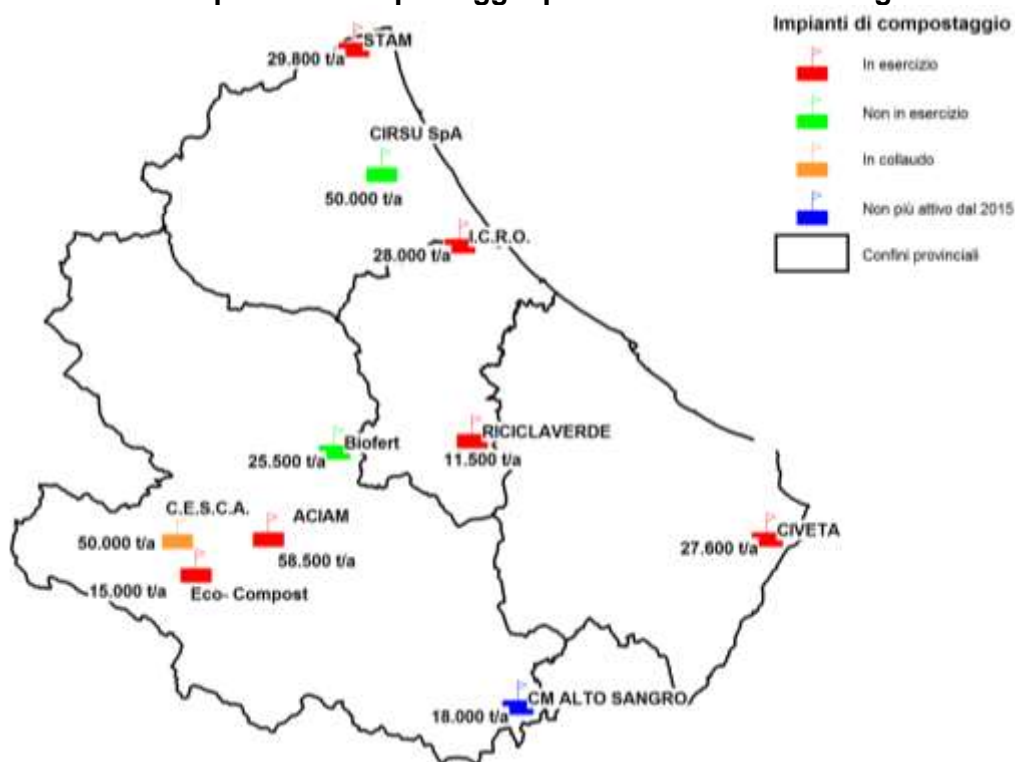 Impianti di compostaggio
In esercizio
Non in esercizio
In collaudo
Non più attivo dal 2015
Confini provinciali
STAM
29.800 t/a
CIRSU SpA
50.000 t/a
I.C.R.O.
28.000 t/a
RICICLAVERDE
11.500 t/a
Biofert
25.500 t/a
C.E.S.C.A.
50.000 t/a
ACIAM
58.500 t/a
15.000 t/a
Eco- Compost
CIVETA
27.600 t/a
CM ALTO SANGRO
18.000 t/a